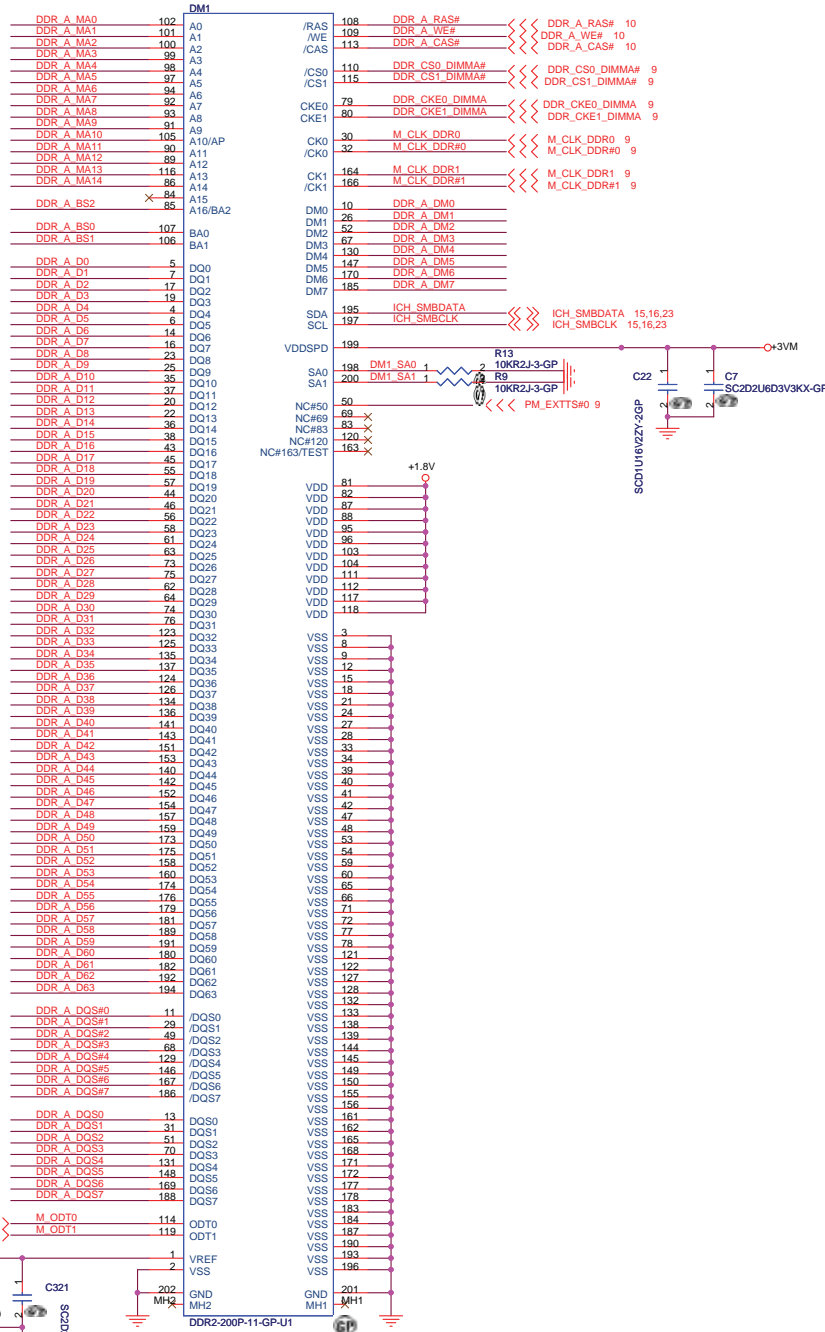 DM1
DDR_A_MA0 102 A0
DDR_A_MA1 101 A1
DDR_A_MA2 100 A2
DDR_A_MA3 99 A3
DDR_A_MA4 98 A4
DDR_A_MA5 97 A5
DDR_A_MA6 94 A6
DDR_A_MA7 92 A7
DDR_A_MA8 93 A8
DDR_A_MA9 91 A9
DDR_A_MA10 105 A10/AP
DDR_A_MA11 90 A11
DDR_A_MA12 89 A12
DDR_A_MA13 116 A13
DDR_A_MA14 86 A14
84 A15
DDR_A_BS2 85 A16/BA2
DDR_A_BS0 107 BA0
DDR_A_BS1 106 BA1
DDR_A_D0 5 DQ0
DDR_A_D1 7 DQ1
DDR_A_D2 17 DQ2
DDR_A_D3 19 DQ3
DDR_A_D4 4 DQ4
DDR_A_D5 6 DQ5
DDR_A_D6 14 DQ6
DDR_A_D7 16 DQ7
DDR_A_D8 23 DQ8
DDR_A_D9 25 DQ9
DDR_A_D10 35 DQ10
DDR_A_D11 37 DQ11
DDR_A_D12 20 DQ12
DDR_A_D13 22 DQ13
DDR_A_D14 36 DQ14
DDR_A_D15 38 DQ15
DDR_A_D16 43 DQ16
DDR_A_D17 45 DQ17
DDR_A_D18 55 DQ18
DDR_A_D19 57 DQ19
DDR_A_D20 44 DQ20
DDR_A_D21 46 DQ21
DDR_A_D22 56 DQ22
DDR_A_D23 58 DQ23
DDR_A_D24 61 DQ24
DDR_A_D25 63 DQ25
DDR_A_D26 73 DQ26
DDR_A_D27 75 DQ27
DDR_A_D28 62 DQ28
DDR_A_D29 64 DQ29
DDR_A_D30 74 DQ30
DDR_A_D31 76 DQ31
DDR_A_D32 123 DQ32
DDR_A_D33 125 DQ33
DDR_A_D34 135 DQ34
DDR_A_D35 137 DQ35
DDR_A_D36 124 DQ36
DDR_A_D37 126 DQ37
DDR_A_D38 134 DQ38
DDR_A_D39 136 DQ39
DDR_A_D40 141 DQ40
DDR_A_D41 143 DQ41
DDR_A_D42 151 DQ42
DDR_A_D43 153 DQ43
DDR_A_D44 140 DQ44
DDR_A_D45 142 DQ45
DDR_A_D46 152 DQ46
DDR_A_D47 154 DQ47
DDR_A_D48 157 DQ48
DDR_A_D49 159 DQ49
DDR_A_D50 173 DQ50
DDR_A_D51 175 DQ51
DDR_A_D52 158 DQ52
DDR_A_D53 160 DQ53
DDR_A_D54 174 DQ54
DDR_A_D55 176 DQ55
DDR_A_D56 179 DQ56
DDR_A_D57 181 DQ57
DDR_A_D58 189 DQ58
DDR_A_D59 191 DQ59
DDR_A_D60 180 DQ60
DDR_A_D61 182 DQ61
DDR_A_D62 192 DQ62
DDR_A_D63 194 DQ63
DDR_A_DQS#0 11 /DQS0
DDR_A_DQS#1 29 /DQS1
DDR_A_DQS#2 49 /DQS2
DDR_A_DQS#3 68 /DQS3
DDR_A_DQS#4 129 /DQS4
DDR_A_DQS#5 146 /DQS5
DDR_A_DQS#6 167 /DQS6
DDR_A_DQS#7 186 /DQS7
DDR_A_DQS0 13 DQS0
DDR_A_DQS1 31 DQS1
DDR_A_DQS2 51 DQS2
DDR_A_DQS3 70 DQS3
DDR_A_DQS4 131 DQS4
DDR_A_DQS5 148 DQS5
DDR_A_DQS6 169 DQS6
DDR_A_DQS7 188 DQS7
M_ODT0 114 ODT0
M_ODT1 119 ODT1
1 VREF
2 VSS
202 GND
MH2 MH2
1 C321 2
SC2D
/RAS 108 DDR_A_RAS# DDR_A_RAS# 10
/WE 109 DDR_A_WE# DDR_A_WE# 10
/CAS 113 DDR_A_CAS# DDR_A_CAS# 10
/CS0 110 DDR_CS0_DIMMA# DDR_CS0_DIMMA# 9
/CS1 115 DDR_CS1_DIMMA# DDR_CS1_DIMMA# 9
CKE0 79 DDR_CKE0_DIMMA DDR_CKE0_DIMMA 9
CKE1 80 DDR_CKE1_DIMMA DDR_CKE1_DIMMA 9
CK0 30 M_CLK_DDR0 M_CLK_DDR0 9
/CK0 32 M_CLK_DDR#0 M_CLK_DDR#0 9
CK1 164 M_CLK_DDR1 M_CLK_DDR1 9
/CK1 166 M_CLK_DDR#1 M_CLK_DDR#1 9
DM0 10 DDR_A_DM0
DM1 26 DDR_A_DM1
DM2 52 DDR_A_DM2
DM3 67 DDR_A_DM3
DM4 130 DDR_A_DM4
DM5 147 DDR_A_DM5
DM6 170 DDR_A_DM6
DM7 185 DDR_A_DM7
SDA 195 ICH_SMBDATA ICH_SMBDATA 15,16,23
SCL 197 ICH_SMBCLK ICH_SMBCLK 15,16,23
VDDSPD 199 +3VM
R13
SA0 198 DM1_SA0 1 2 10KR2J-3-GP
R9
SA1 200 DM1_SA1 1 10KR2J-3-GP
C22 1 2 SCD1U16V2ZY-2GP
C7 1 2 SC2D2U6D3V3KX-GP
NC#50 50 PM_EXTTS#0 9
NC#69 69
NC#83 83
NC#120 120
NC#163/TEST 163
+1.8V
VDD 81
VDD 82
VDD 87
VDD 88
VDD 95
VDD 96
VDD 103
VDD 104
VDD 111
VDD 112
VDD 117
VDD 118
VSS 3
VSS 8
VSS 9
VSS 12
VSS 15
VSS 18
VSS 21
VSS 24
VSS 27
VSS 28
VSS 33
VSS 34
VSS 39
VSS 40
VSS 41
VSS 42
VSS 47
VSS 48
VSS 53
VSS 54
VSS 59
VSS 60
VSS 65
VSS 66
VSS 71
VSS 72
VSS 77
VSS 78
VSS 121
VSS 122
VSS 127
VSS 128
VSS 132
VSS 133
VSS 138
VSS 139
VSS 144
VSS 145
VSS 149
VSS 150
VSS 155
VSS 156
VSS 161
VSS 162
VSS 165
VSS 168
VSS 171
VSS 172
VSS 177
VSS 178
VSS 183
VSS 184
VSS 187
VSS 190
VSS 193
VSS 196
GND 201
MH1 MH1
DDR2-200P-11-GP-U1
GP